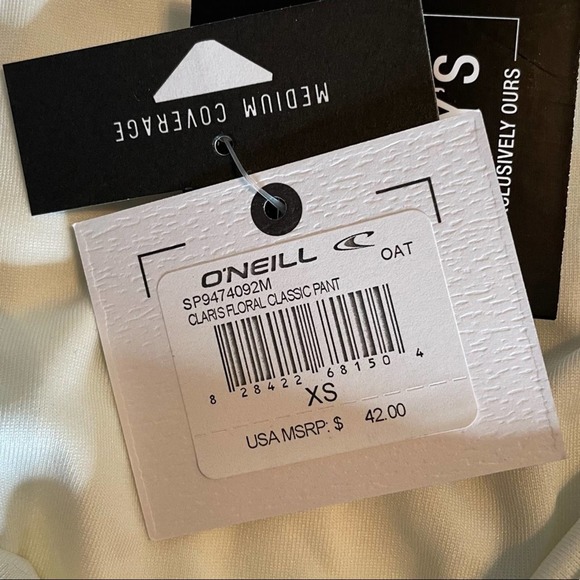 MEDIUM COVERAGE
Y'S
EXCLUSIVELY OURS
O'NEILL
OAT
SP9474092M
CLARIS FLORAL CLASSIC PANT
8 28422 68150 4
XS
USA MSRP: $ 42.00